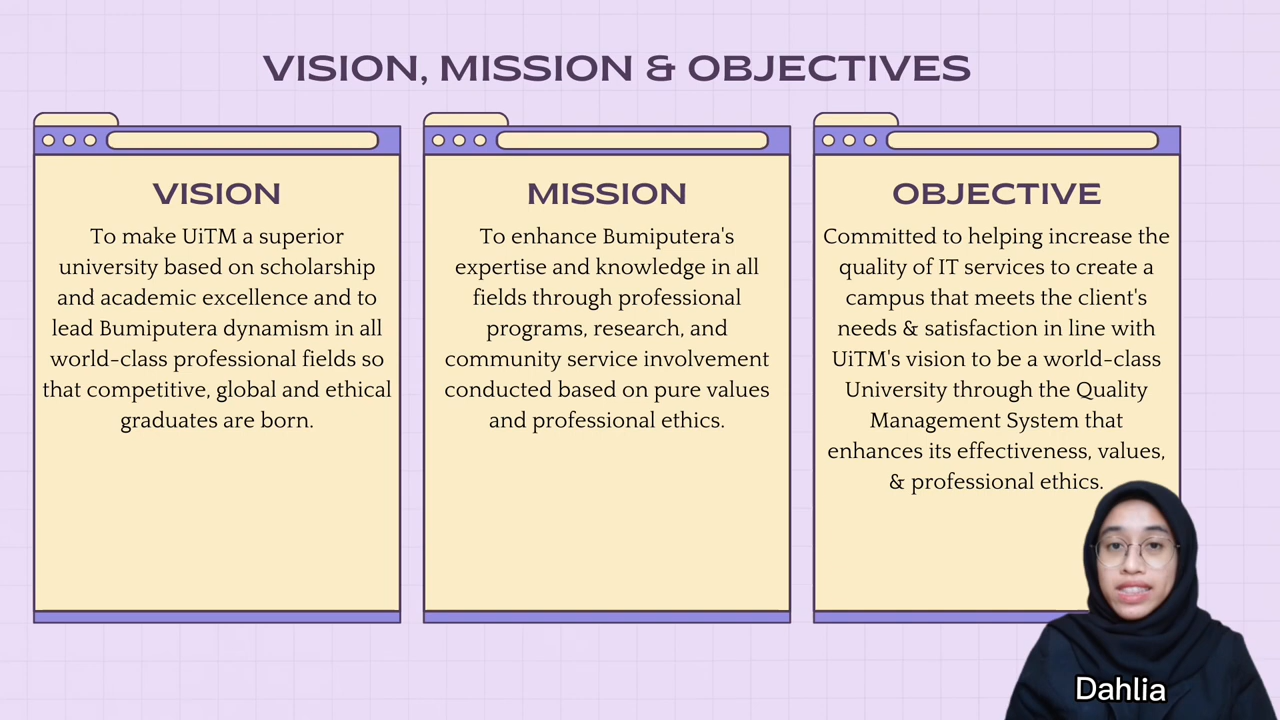 VISION, MISSION & OBJECTIVES
VISION
To make UiTM a superior
university based on scholarship
and academic excellence and to
lead Bumiputera dynamism in all
world-class professional fields so
that competitive, global and ethical
graduates are born.
MISSION
To enhance Bumiputera's
expertise and knowledge in all
fields through professional
programs, research, and
community service involvement
conducted based on pure values
and professional ethics.
OBJECTIVE
Committed to helping increase the
quality of IT services to create a
campus that meets the client's
needs & satisfaction in line with
UiTM's vision to be a world-class
University through the Quality
Management System that
enhances its effectiveness, values,
& professional ethics.
Dahlia